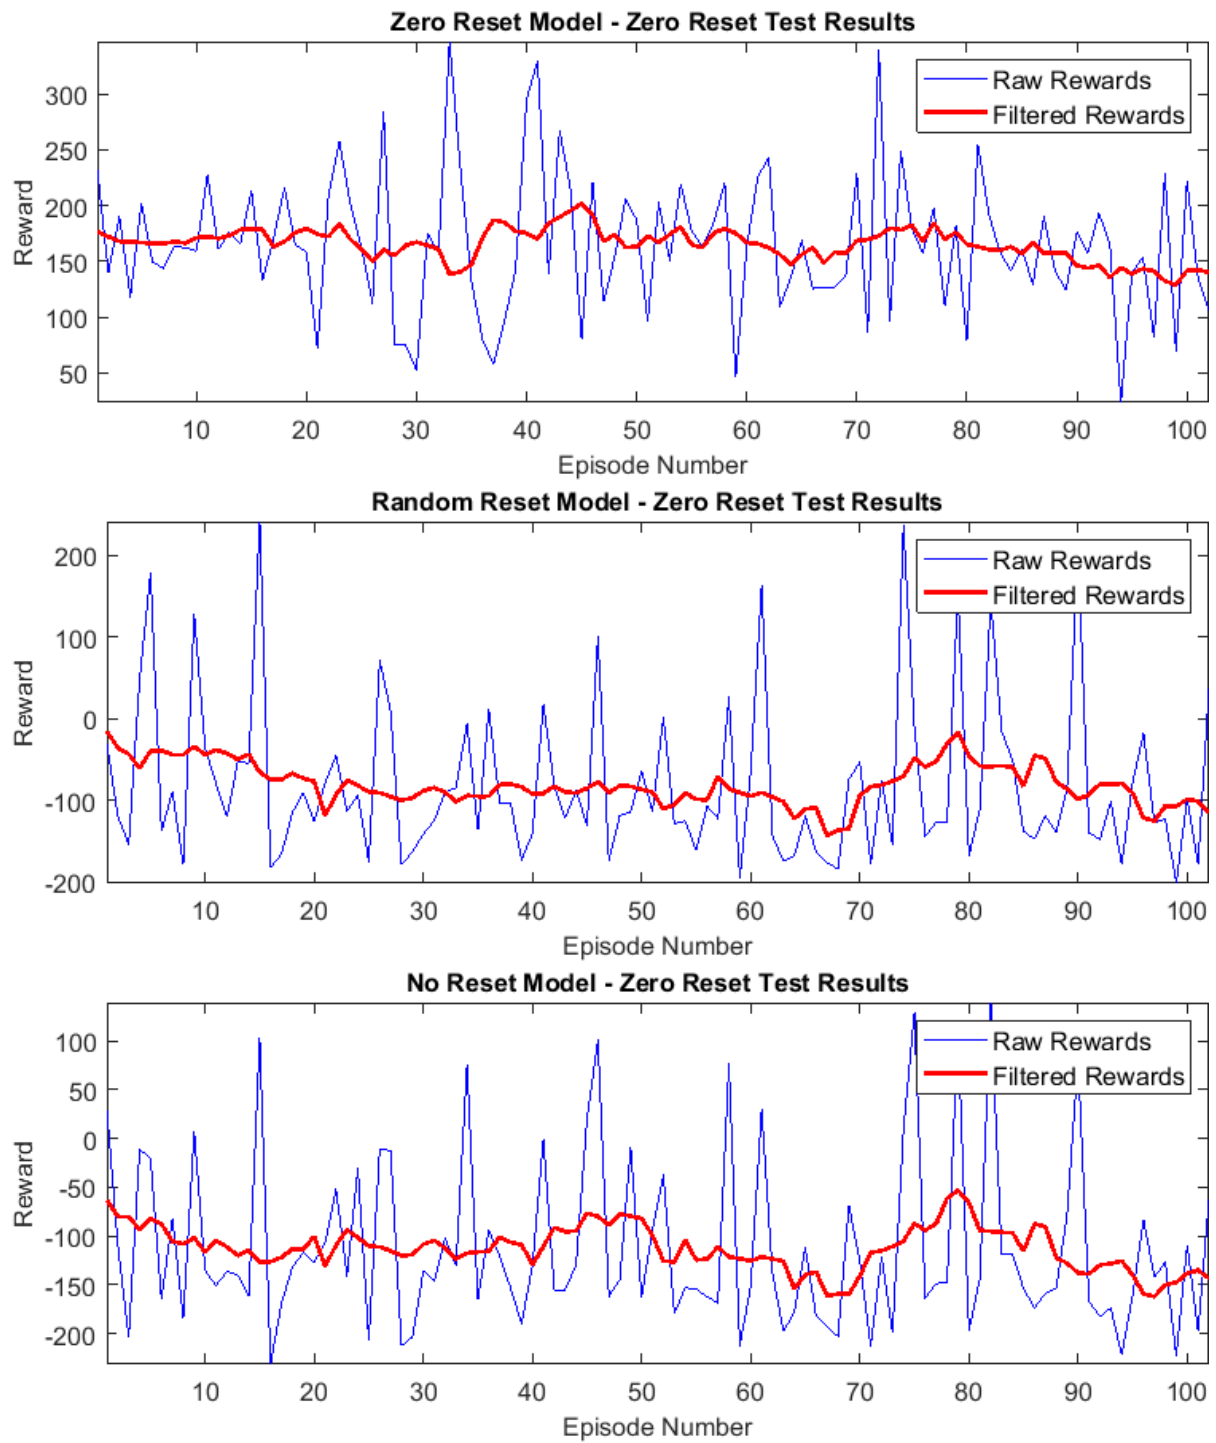 Zero Reset Model - Zero Reset Test Results
Raw Rewards
Filtered Rewards
300
250
200
150
100
50
Reward
10 20 30 40 50 60 70 80 90 100
Episode Number
Random Reset Model - Zero Reset Test Results
Raw Rewards
Filtered Rewards
200
100
0
-100
-200
Reward
10 20 30 40 50 60 70 80 90 100
Episode Number
No Reset Model - Zero Reset Test Results
Raw Rewards
Filtered Rewards
100
50
0
-50
-100
-150
-200
Reward
10 20 30 40 50 60 70 80 90 100
Episode Number